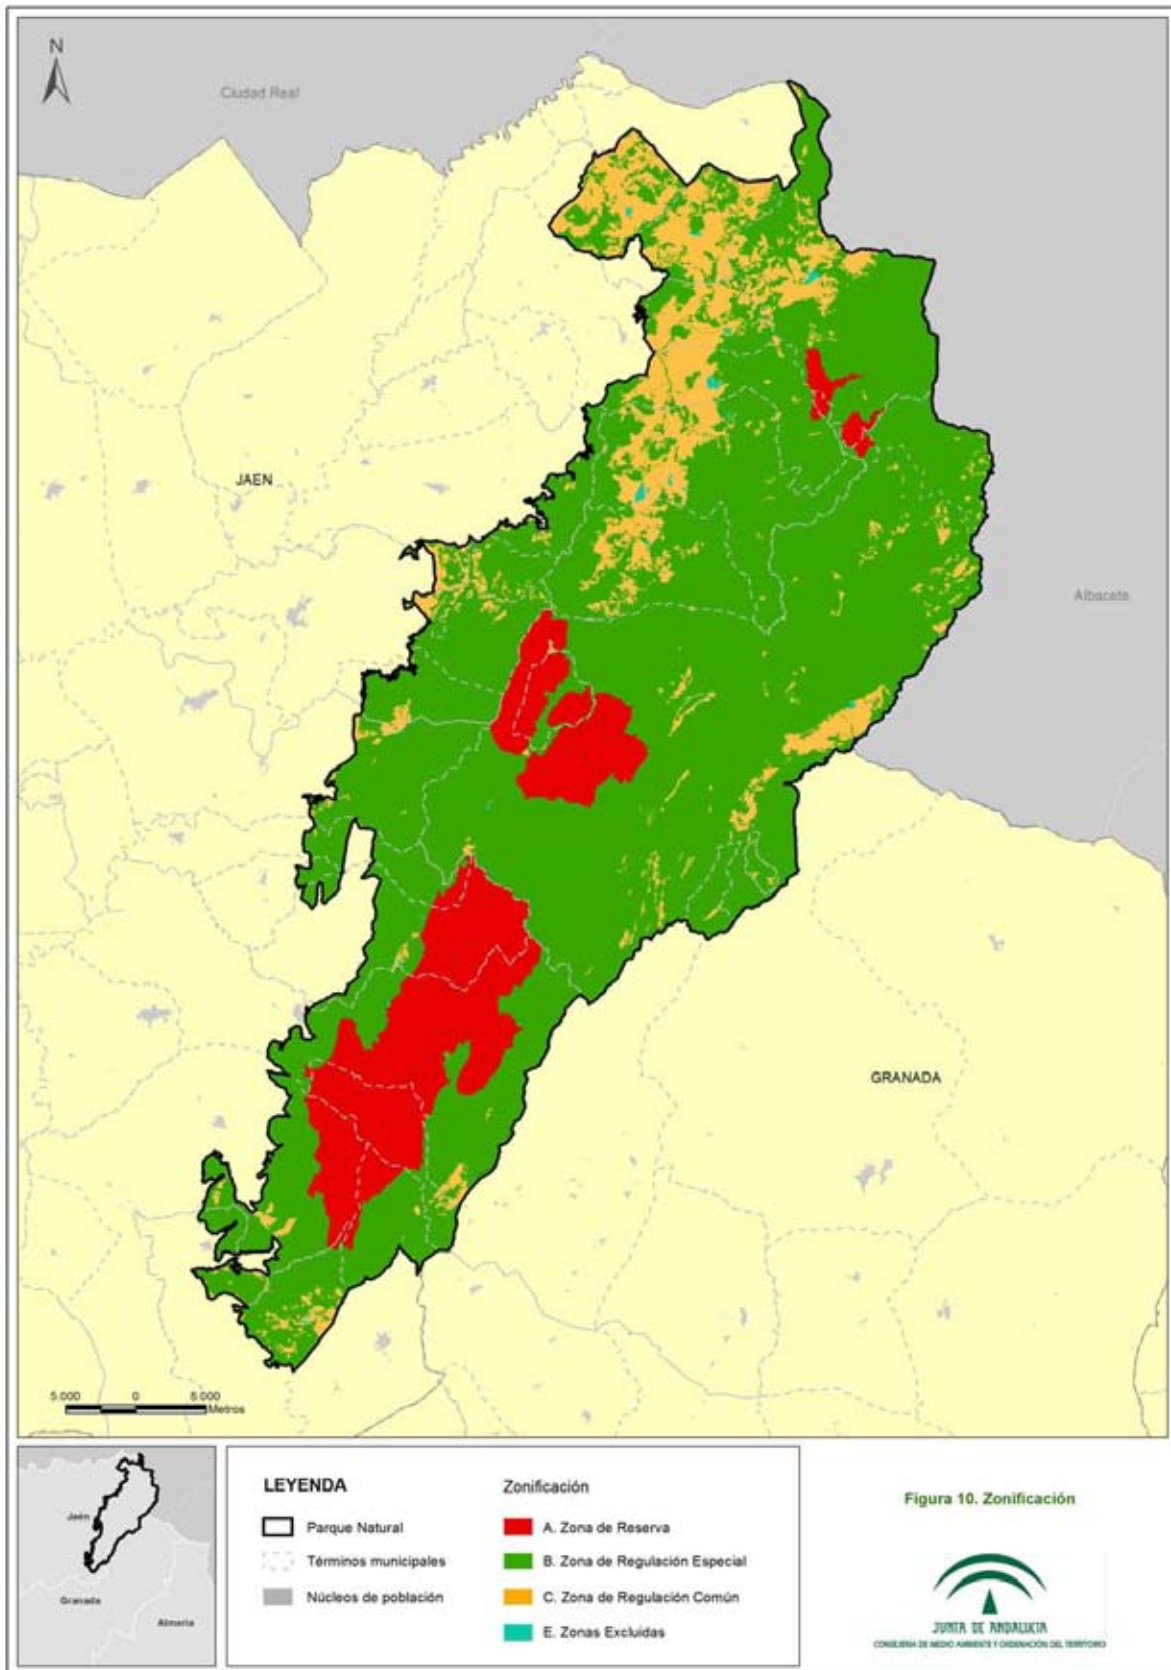 N
Ciudad Real
JAEN
Albacete
GRANADA
5.000 0 5.000
Metros
Jaén
Granada
Almería
LEYENDA
Parque Natural
Términos municipales
Núcleos de población
Zonificación
A. Zona de Reserva
B. Zona de Regulación Especial
C. Zona de Regulación Común
E. Zonas Excluidas
Figura 10. Zonificación
JUNTA DE ANDALUCIA
CONSEJERÍA DE MEDIO AMBIENTE Y ORDENACIÓN DEL TERRITORIO